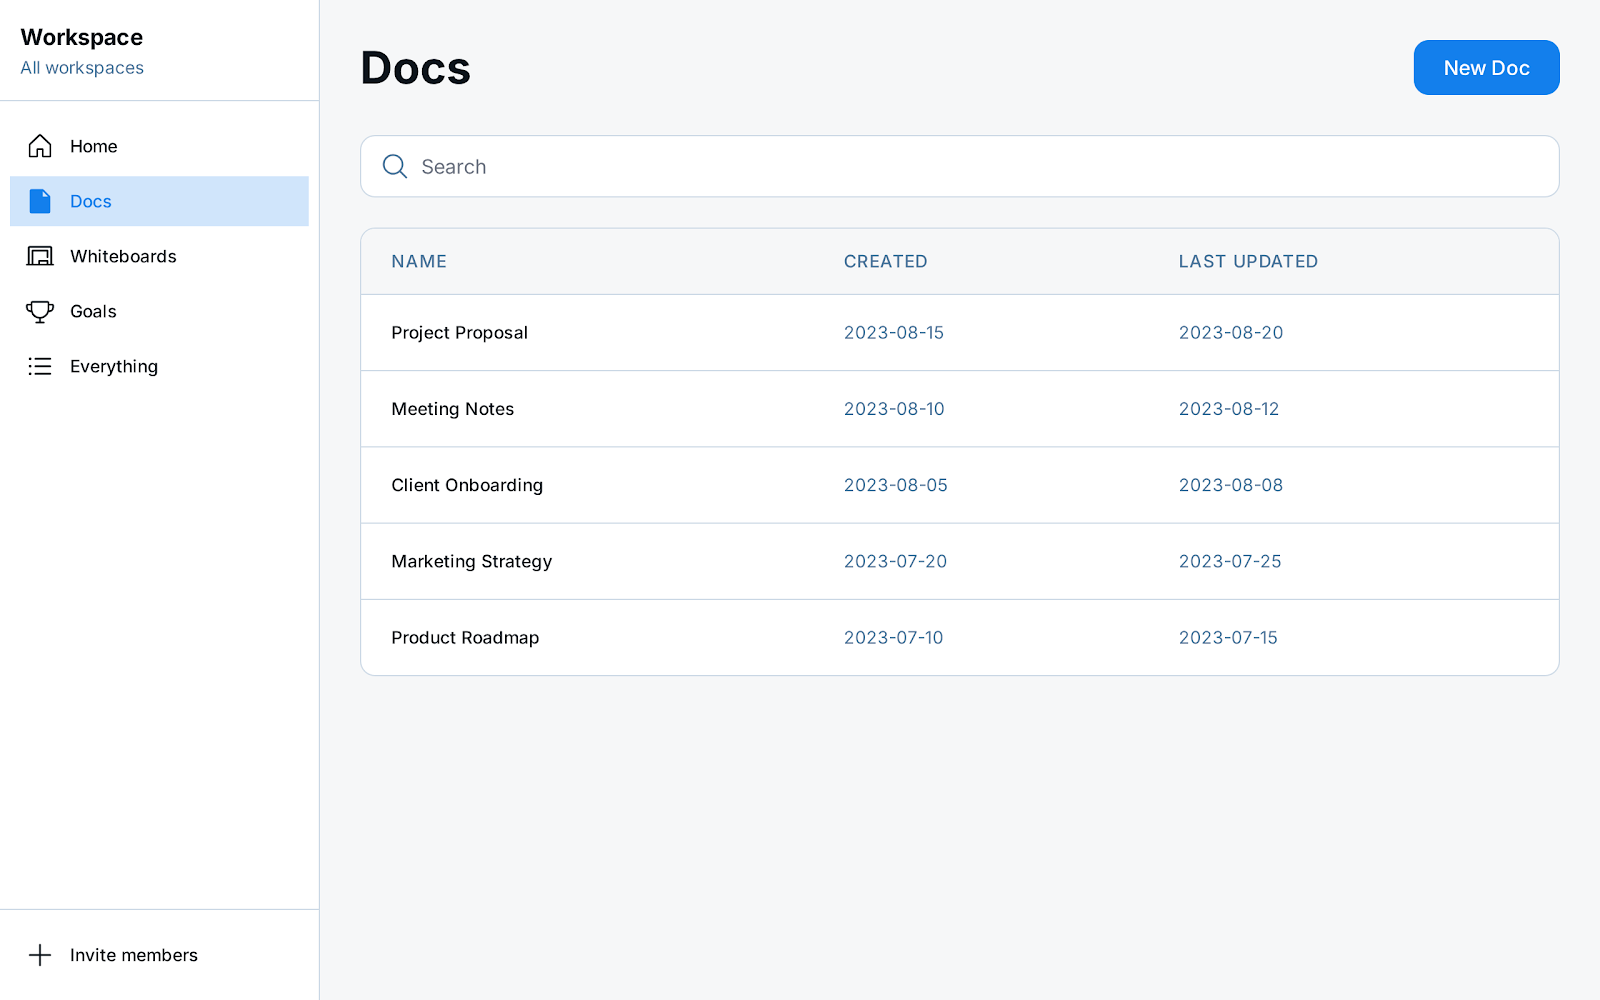 Workspace
All workspaces
Home
Docs
Whiteboards
Goals
Everything
Invite members
Docs
New Doc
Search
NAME CREATED LAST UPDATED
Project Proposal 2023-08-15 2023-08-20
Meeting Notes 2023-08-10 2023-08-12
Client Onboarding 2023-08-05 2023-08-08
Marketing Strategy 2023-07-20 2023-07-25
Product Roadmap 2023-07-10 2023-07-15